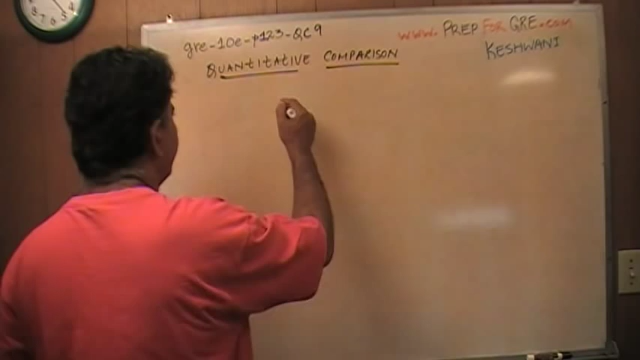 gre-10e-p123-QC9
www.PREPFORGRE.com
KESHWANI
QUANTITATIVE COMPARISON